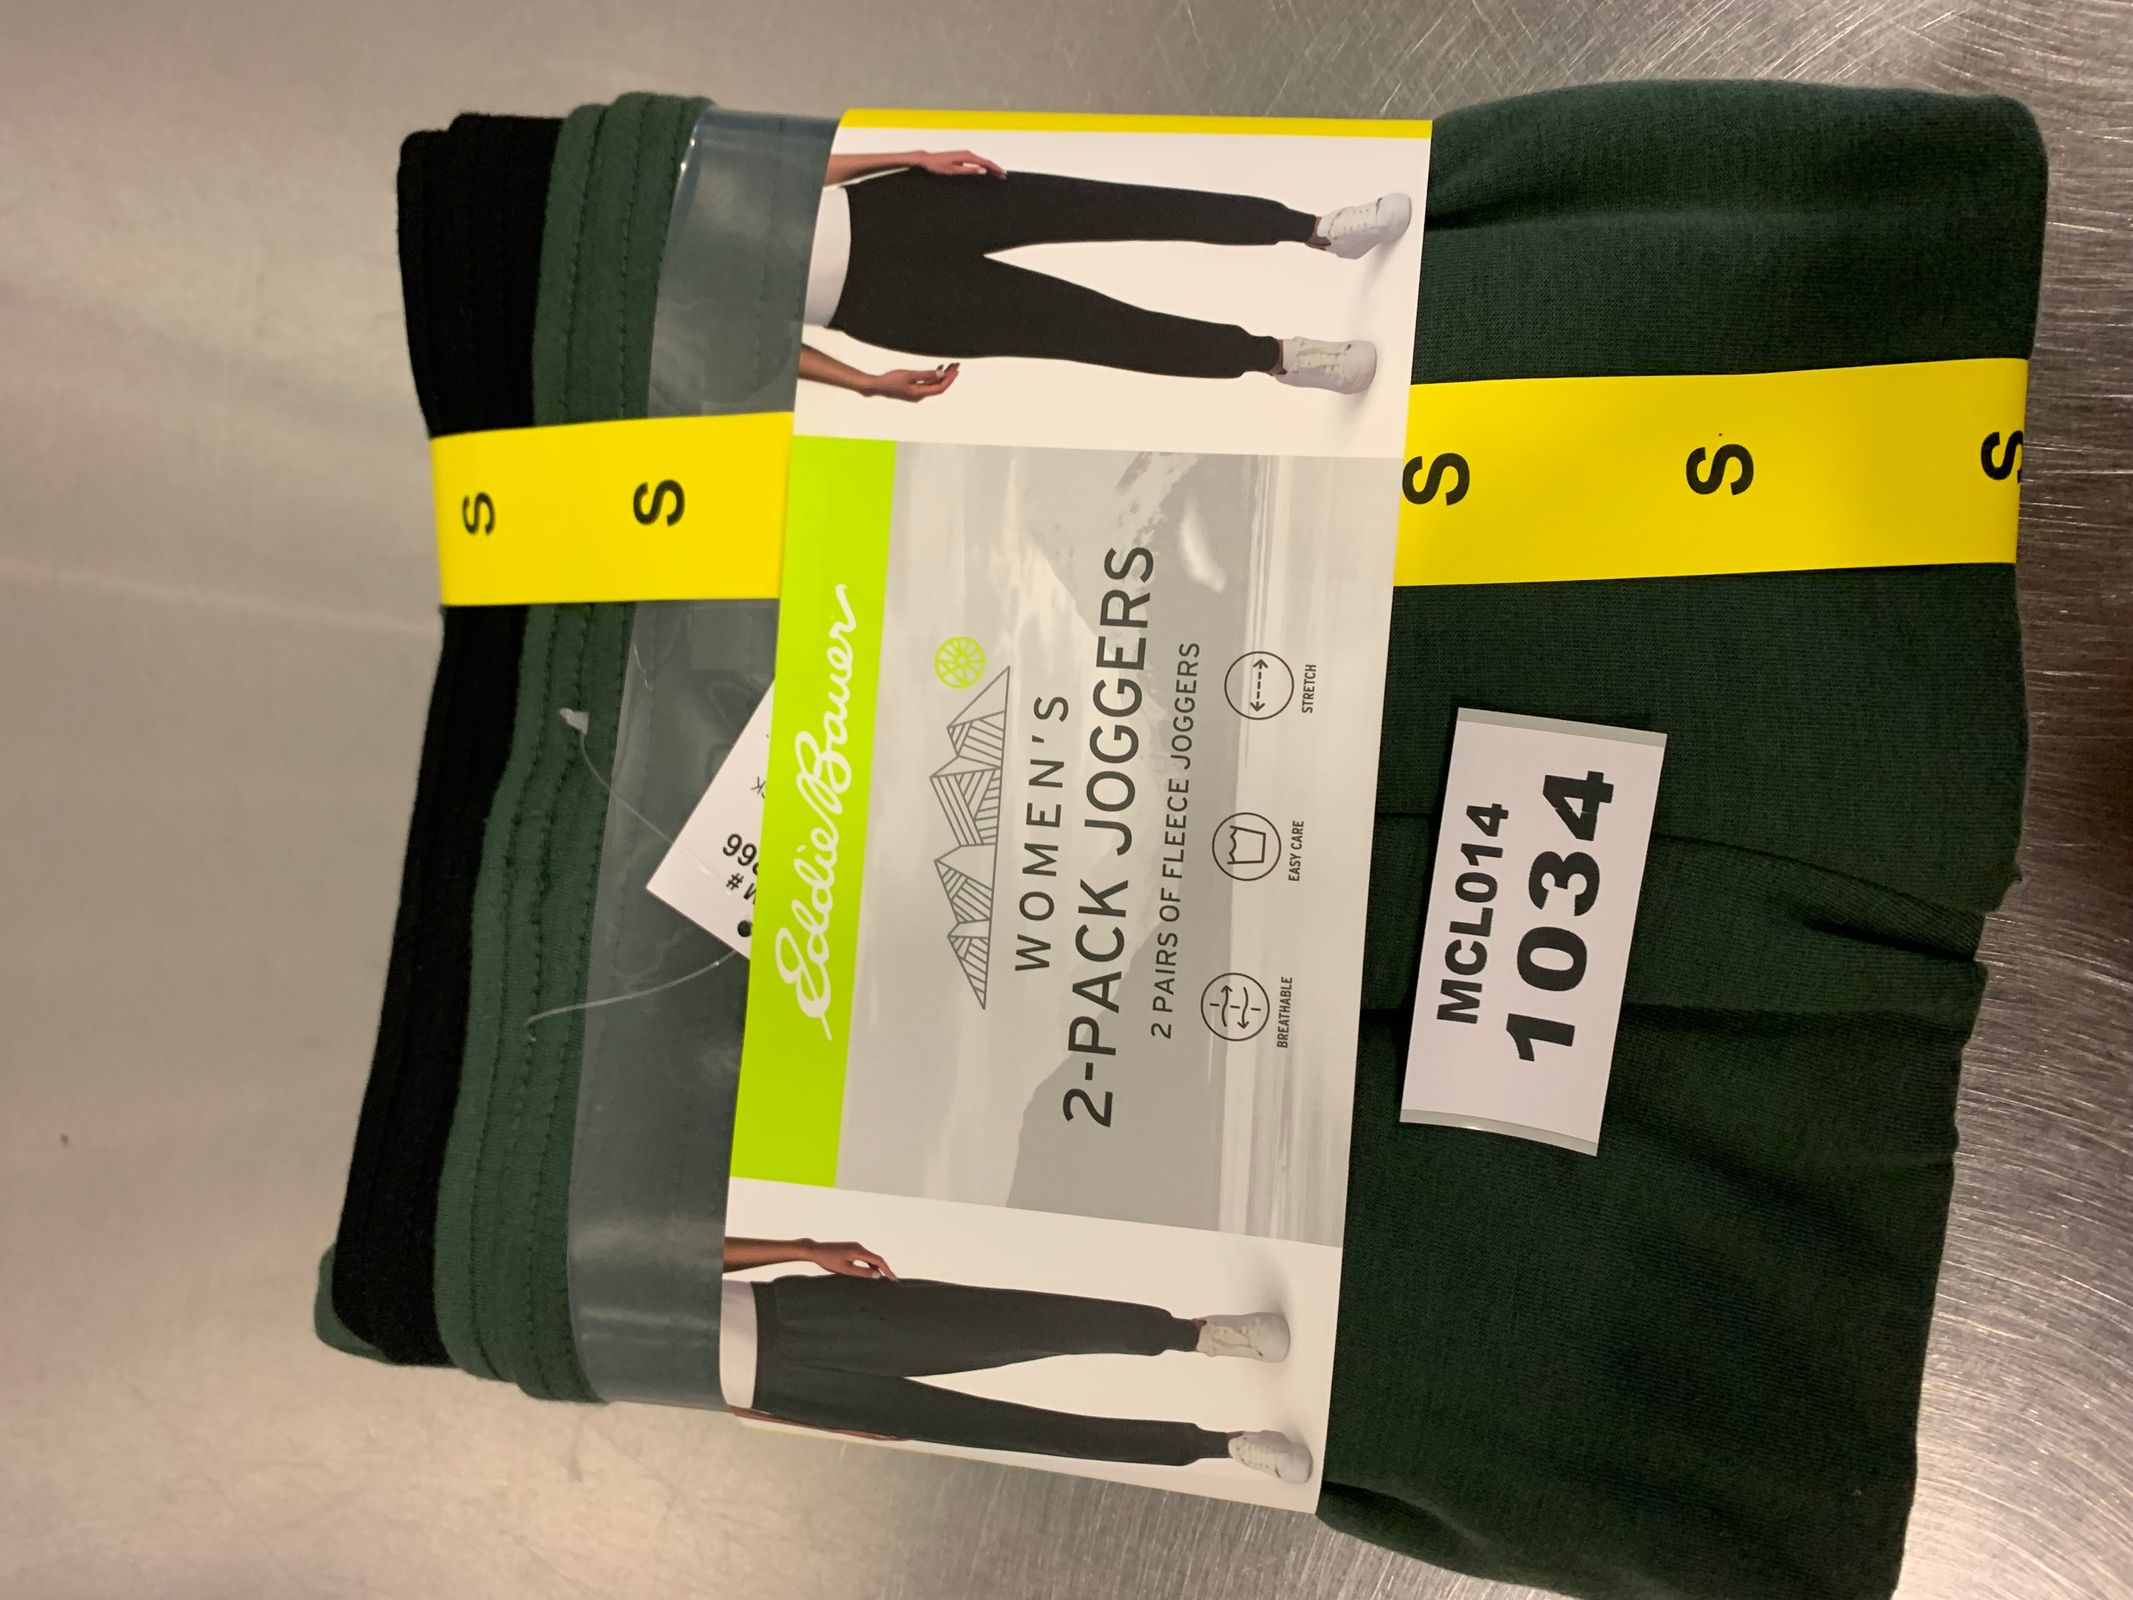 S
S
S
S
S
Eddie Bauer
WOMEN'S
2-PACK JOGGERS
2 PAIRS OF FLEECE JOGGERS
BREATHABLE
EASY CARE
STRETCH
MCL014
1034